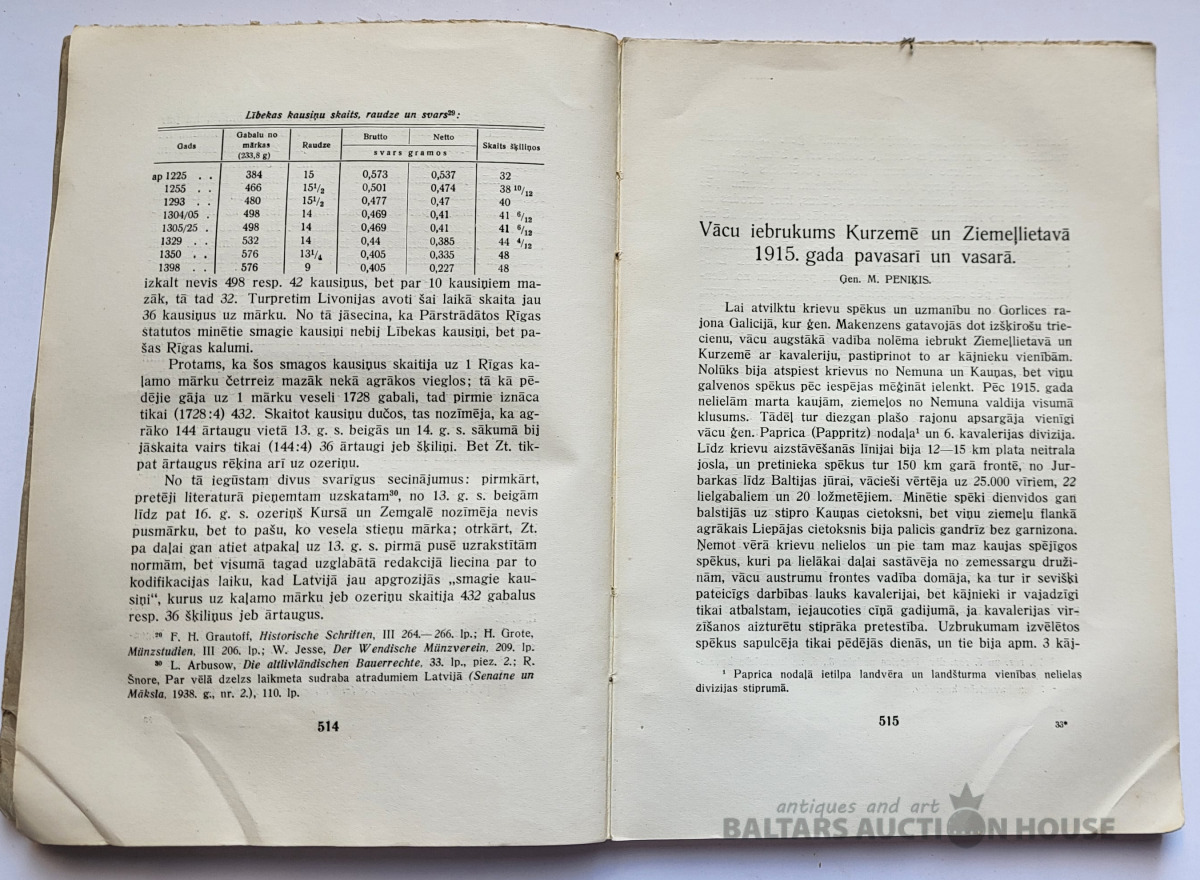 Lībekas kausiņu skaits, raudze un svars²⁹:
Gads | Gabalu no mārkas (233,8 g) | Raudze | Brutto | Netto | Skaits šķiliņos
svars gramos
ap 1225 . . 384 15 0,573 0,537 32
1255 . . 466 15¹/₂ 0,501 0,474 38 ¹⁰/₁₂
1293 . . 480 15¹/₂ 0,477 0,47 40
1304/05 . 498 14 0,469 0,41 41 ⁶/₁₂
1305/25 . 498 14 0,469 0,41 41 ⁶/₁₂
1329 . . 532 14 0,44 0,385 44 ⁴/₁₂
1350 . . 576 13¹/₄ 0,405 0,335 48
1398 . . 576 9 0,405 0,227 48
izkalt nevis 498 resp. 42 kausiņus, bet par 10 kausiņiem ma-
zāk, tā tad 32. Turpretim Livonijas avoti šai laikā skaita jau
36 kausiņus uz mārku. No tā jāsecina, ka Pārstrādātos Rīgas
statutos minētie smagie kausiņi nebij Lībekas kausiņi, bet pa-
šas Rīgas kalumi.
Protams, ka šos smagos kausiņus skaitija uz 1 Rīgas ka-
ļamo mārku četrreiz mazāk nekā agrākos vieglos; tā kā pē-
dējie gāja uz 1 mārku veseli 1728 gabali, tad pirmie iznāca
tikai (1728:4) 432. Skaitot kausiņu dučos, tas nozīmēja, ka ag-
rāko 144 ārtaugu vietā 13. g. s. beigās un 14. g. s. sākumā bij
jāskaita vairs tikai (144:4) 36 ārtaugi jeb šķiliņi. Bet Zt. tik-
pat ārtaugus rēķina arī uz ozeriņu.
No tā iegūstam divus svarīgus secinājumus: pirmkārt,
pretēji literatūrā pieņemtam uzskatam³⁰, no 13. g. s. beigām
līdz pat 16. g. s. ozeriņš Kursā un Zemgalē nozīmēja nevis
pusmārku, bet to pašu, ko vesela stieņu mārka; otrkārt, Zt.
pa daļai gan atiet atpakaļ uz 13. g. s. pirmā pusē uzrakstītām
normām, bet visumā tagad uzglabātā redakcijā liecina par to
kodifikacijas laiku, kad Latvijā jau apgrozijās „smagie kau-
siņi“, kurus uz kaļamo mārku jeb ozeriņu skaitija 432 gabalus
resp. 36 šķiliņus jeb ārtaugus.
²⁹ F. H. Grautoff, Historische Schriften, III 264.—266. lp.; H. Grote,
Münzstudien, III 206. lp.; W. Jesse, Der Wendische Münzverein, 209. lp.
³⁰ L. Arbusow, Die altlivländischen Bauerrechte, 33. lp., piez. 2.; R.
Šnore, Par vēlā dzelzs laikmeta sudraba atradumiem Latvijā (Senatne un
Māksla, 1938. g., nr. 2.), 110. lp.
514
Vācu iebrukums Kurzemē un Ziemeļlietavā
1915. gada pavasarī un vasarā.
Ģen. M. PENIĶIS.
Lai atvilktu krievu spēkus un uzmanību no Gorlices ra-
jona Galicijā, kur ģen. Makenzens gatavojās dot izšķirošu trie-
cienu, vācu augstākā vadība nolēma iebrukt Ziemeļlietavā un
Kurzemē ar kavaleriju, pastiprinot to ar kājnieku vienībām.
Nolūks bija atspiest krievus no Nemuna un Kauņas, bet viņu
galvenos spēkus pēc iespējas mēģināt ielenkt. Pēc 1915. gada
nelielām marta kaujām, ziemeļos no Nemuna valdija visumā
klusums. Tādēļ tur diezgan plašo rajonu apsargāja vienīgi
vācu ģen. Paprica (Pappritz) nodaļa¹ un 6. kavalerijas divizija.
Līdz krievu aizstāvēšanās līnijai bija 12—15 km plata neitrala
josla, un pretinieka spēkus tur 150 km garā frontē, no Jur-
barkas līdz Baltijas jūrai, vācieši vērtēja uz 25.000 vīriem, 22
lielgabaliem un 20 ložmetējiem. Minētie spēki dienvidos gan
balstījās uz stipro Kauņas cietoksni, bet viņu ziemeļu flankā
agrākais Liepājas cietoksnis bija palicis gandrīz bez garnizona.
Ņemot vērā krievu nelielos un pie tam maz kaujas spējīgos
spēkus, kuri pa lielākai daļai sastāvēja no zemessargu druži-
nām, vācu austrumu frontes vadība domāja, ka tur ir sevišķi
pateicīgs darbības lauks kavalerijai, bet kājnieki ir vajadzīgi
tikai atbalstam, iejaucoties cīņā gadījumā, ja kavalerijas vir-
zīšanos aizturētu stiprāka pretestība. Uzbrukumam izvēlētos
spēkus sapulcēja tikai pēdējās dienās, un tie bija apm. 3 kāj-
¹ Paprica nodaļā ietilpa landvēra un landšturma vienības nelielas
divizijas stiprumā.
515
33*
antiques and art
BALTARS AUCTION HOUSE